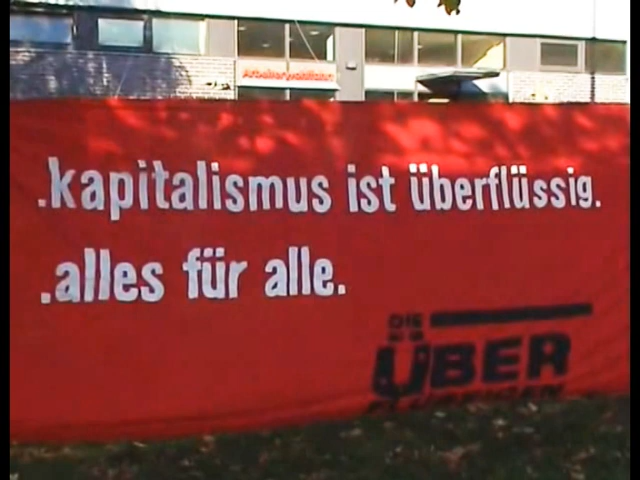 Arbeiterwohlfahrt
.kapitalismus ist überflüssig.
.alles für alle.
DIE
ÜBER